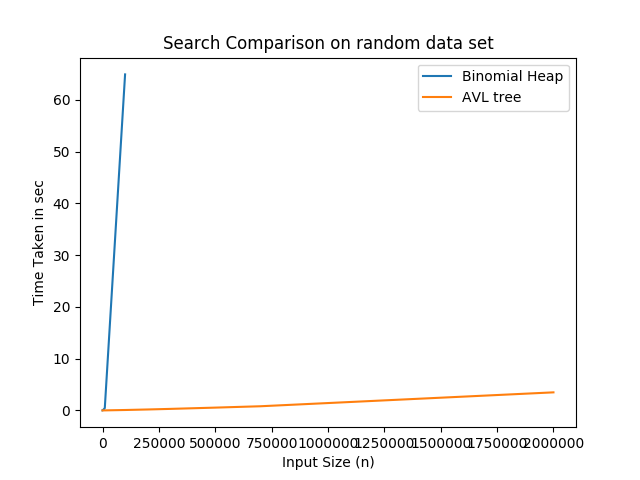 Search Comparison on random data set
Binomial Heap
AVL tree
Time Taken in sec
60
50
40
30
20
10
0
0 250000 500000 750000 1000000 1250000 1500000 1750000 2000000
Input Size (n)